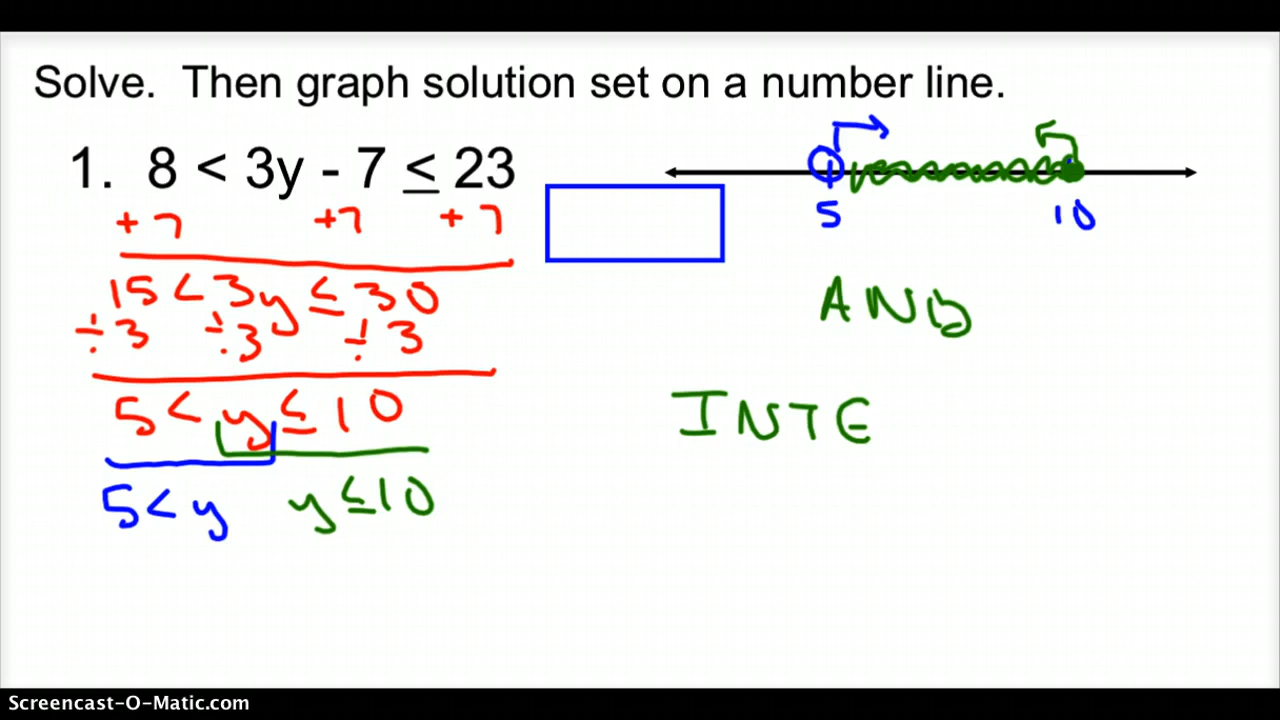 Solve. Then graph solution set on a number line.
1. 8 < 3y - 7 ≤ 23
+7 +7 +7
15 < 3y ≤ 30
÷3 ÷3 ÷3
5 < y ≤ 10
5 < y y ≤ 10
5 10
AND
INTE
Screencast-O-Matic.com